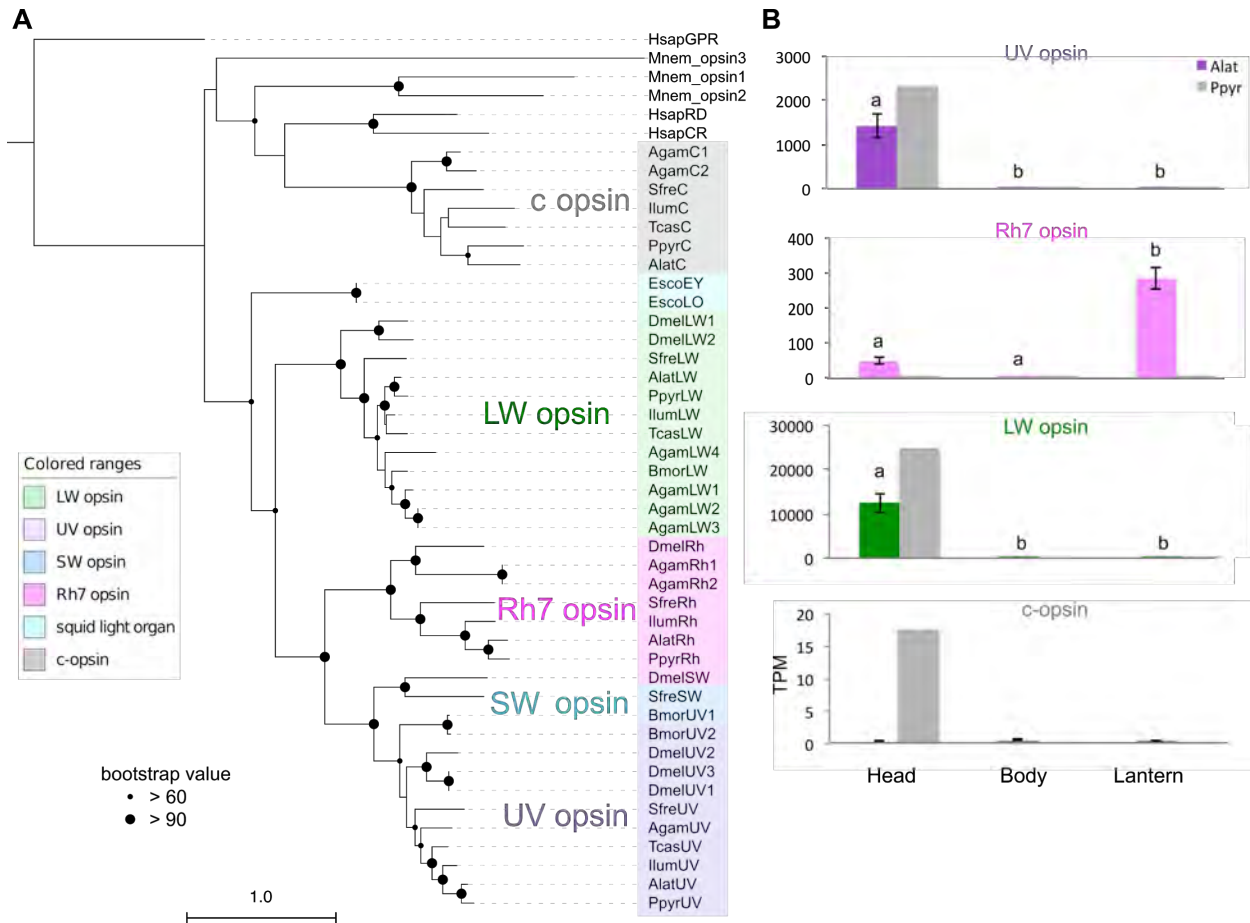 A
HsapGPR
Mnem_opsin3
Mnem_opsin1
Mnem_opsin2
HsapRD
HsapCR
AgamC1
AgamC2
SfreC
IlumC
TcasC
PpyrC
AlatC
EscoEY
EscoLO
DmelLW1
DmelLW2
SfreLW
AlatLW
PpyrLW
IlumLW
TcasLW
AgamLW4
BmorLW
AgamLW1
AgamLW2
AgamLW3
DmelRh
AgamRh1
AgamRh2
SfreRh
IlumRh
AlatRh
PpyrRh
DmelSW
SfreSW
BmorUV1
BmorUV2
DmelUV2
DmelUV3
DmelUV1
SfreUV
AgamUV
TcasUV
IlumUV
AlatUV
PpyrUV
c opsin
LW opsin
Rh7 opsin
SW opsin
UV opsin
Colored ranges
LW opsin
UV opsin
SW opsin
Rh7 opsin
squid light organ
c-opsin
bootstrap value
> 60
> 90
1.0
B
UV opsin
Alat
Ppyr
3000
2000
1000
0
a
b
b
Rh7 opsin
400
300
200
100
0
a
a
b
LW opsin
30000
20000
10000
0
a
b
b
c-opsin
TPM
20
15
10
5
0
Head
Body
Lantern